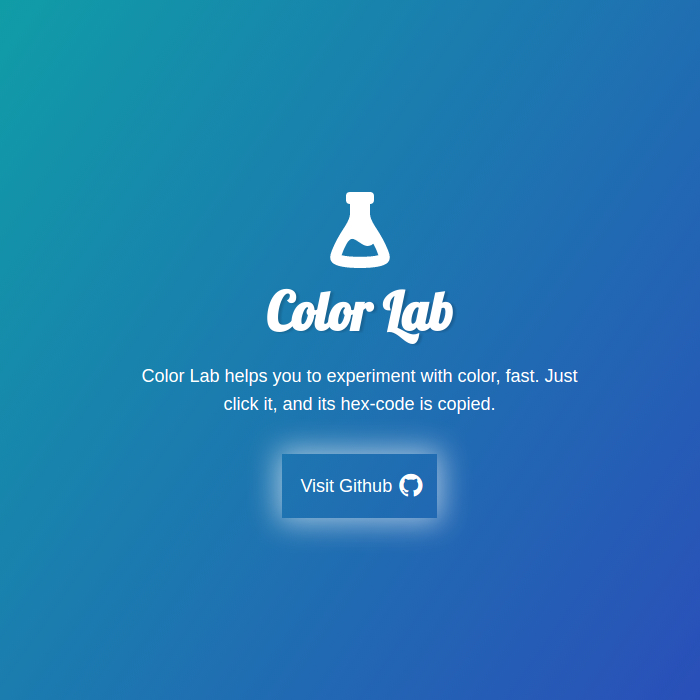 Color Lab
Color Lab helps you to experiment with color, fast. Just
click it, and its hex-code is copied.
Visit Github